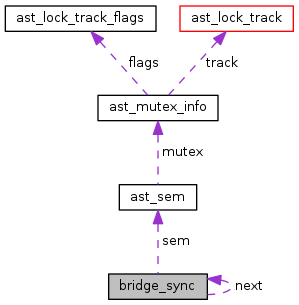 ast_lock_track_flags
ast_lock_track
flags
track
ast_mutex_info
mutex
ast_sem
sem
bridge_sync
next